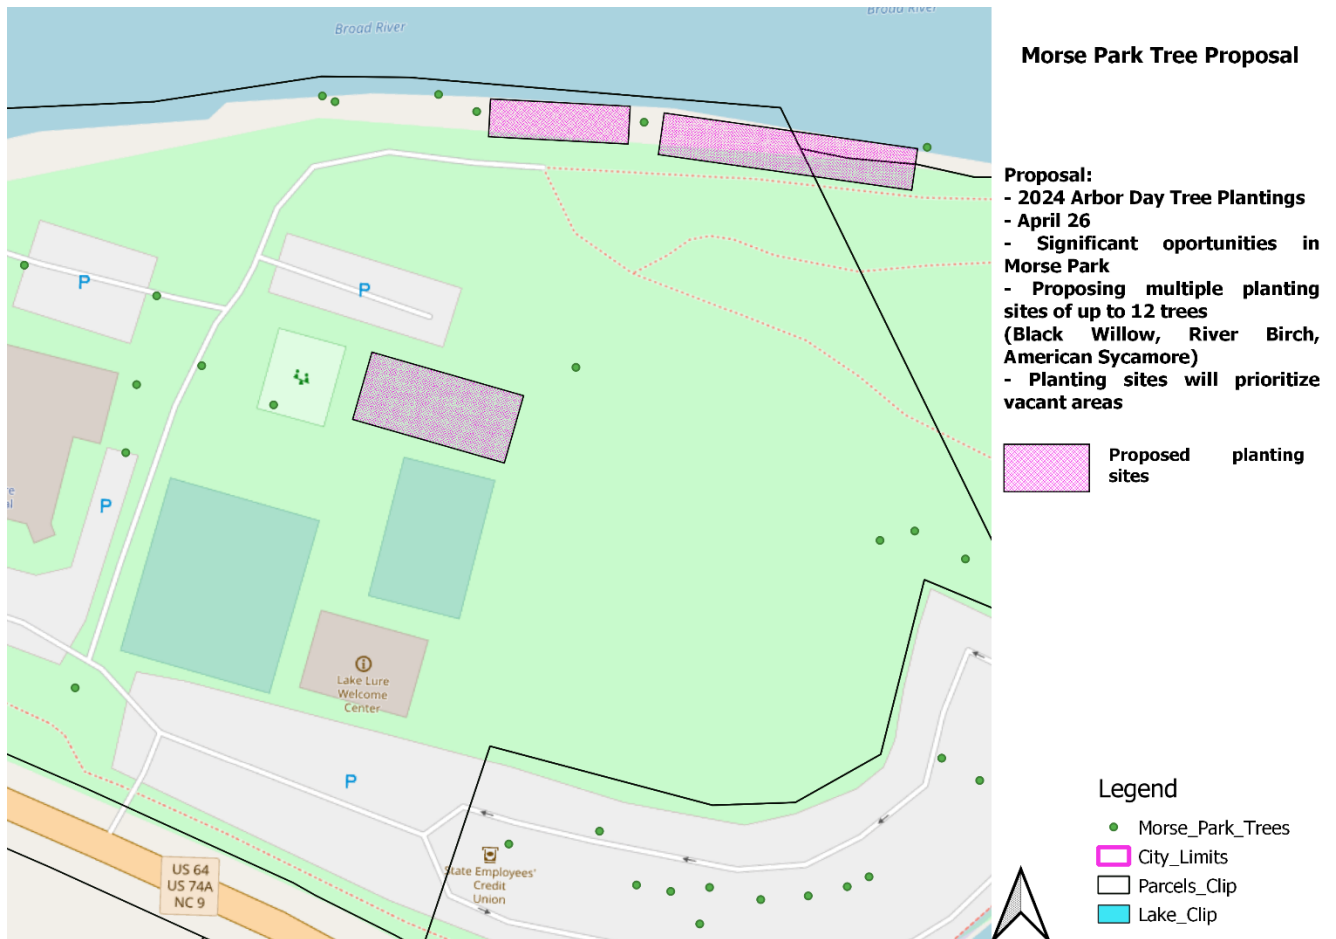 Broad River
Broad River
Morse Park Tree Proposal
Proposal:
- 2024 Arbor Day Tree Plantings
- April 26
- Significant oportunities in
Morse Park
- Proposing multiple planting
sites of up to 12 trees
(Black Willow, River Birch,
American Sycamore)
- Planting sites will prioritize
vacant areas
Proposed planting
sites
P
P
P
Lake Lure
Welcome
Center
P
State Employees'
Credit
Union
US 64
US 74A
NC 9
Legend
Morse_Park_Trees
City_Limits
Parcels_Clip
Lake_Clip